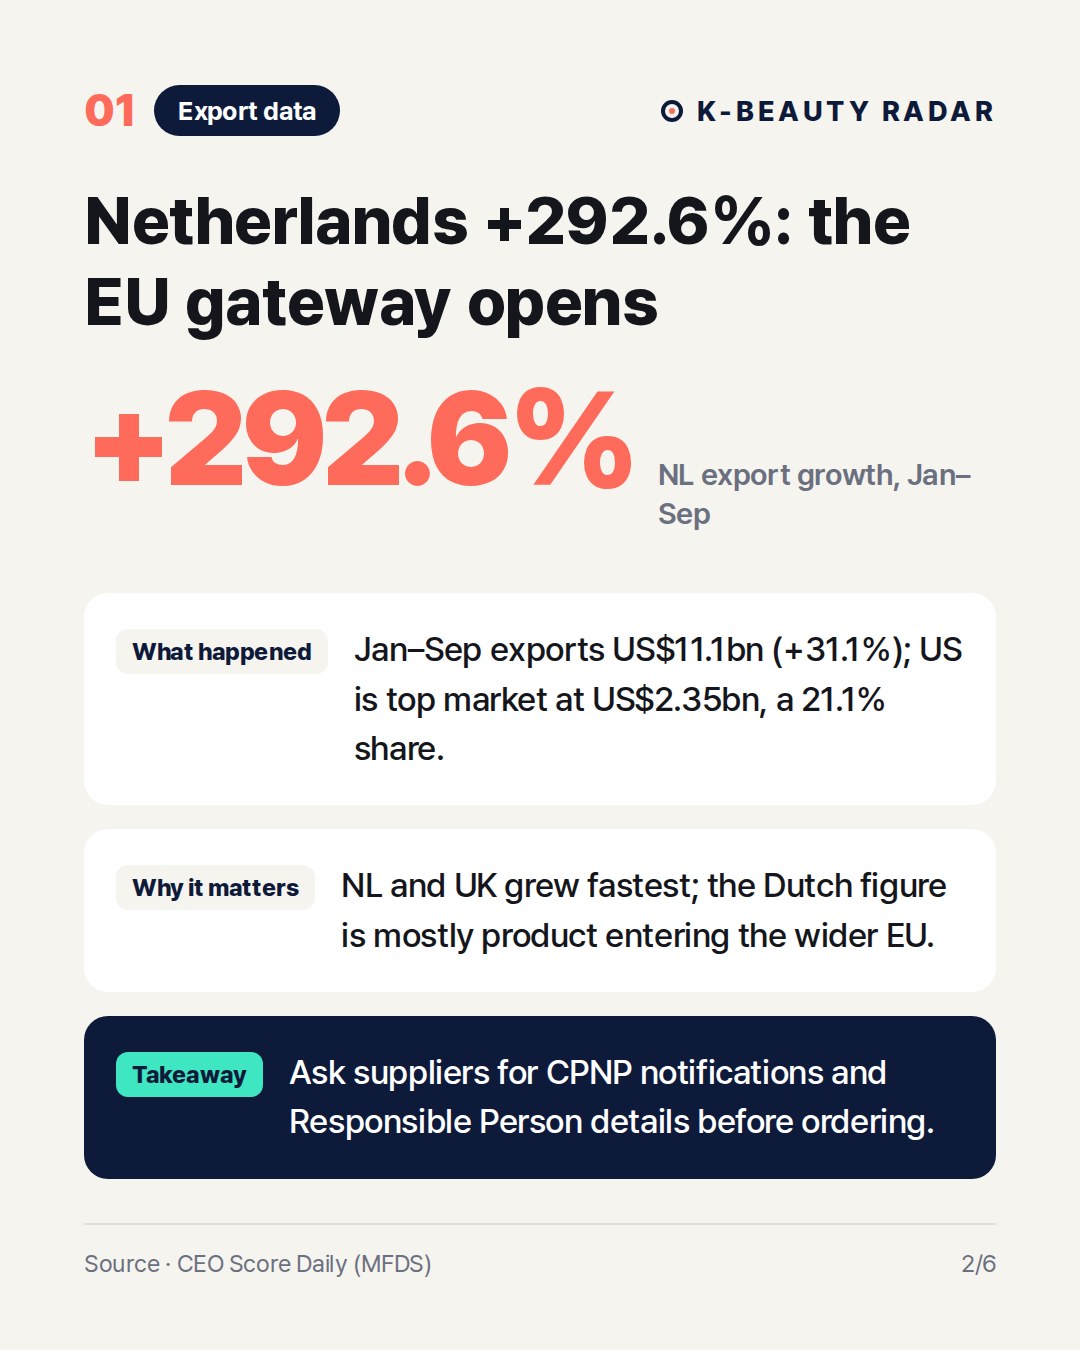 01 Export data
K-BEAUTY RADAR
Netherlands +292.6%: the
EU gateway opens
+292.6%
NL export growth, Jan–
Sep
What happened
Jan–Sep exports US$11.1bn (+31.1%); US
is top market at US$2.35bn, a 21.1%
share.
Why it matters
NL and UK grew fastest; the Dutch figure
is mostly product entering the wider EU.
Takeaway
Ask suppliers for CPNP notifications and
Responsible Person details before ordering.
Source · CEO Score Daily (MFDS)
2/6